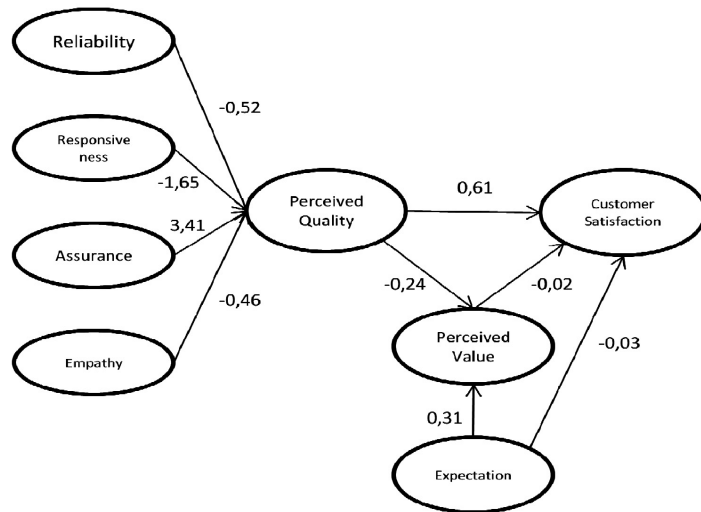 Reliability
-0,52
Responsive
ness
-1,65
Perceived
Quality
0,61
Customer
Satisfaction
3,41
Assurance
-0,24
-0,02
-0,46
Perceived
Value
-0,03
Empathy
0,31
Expectation